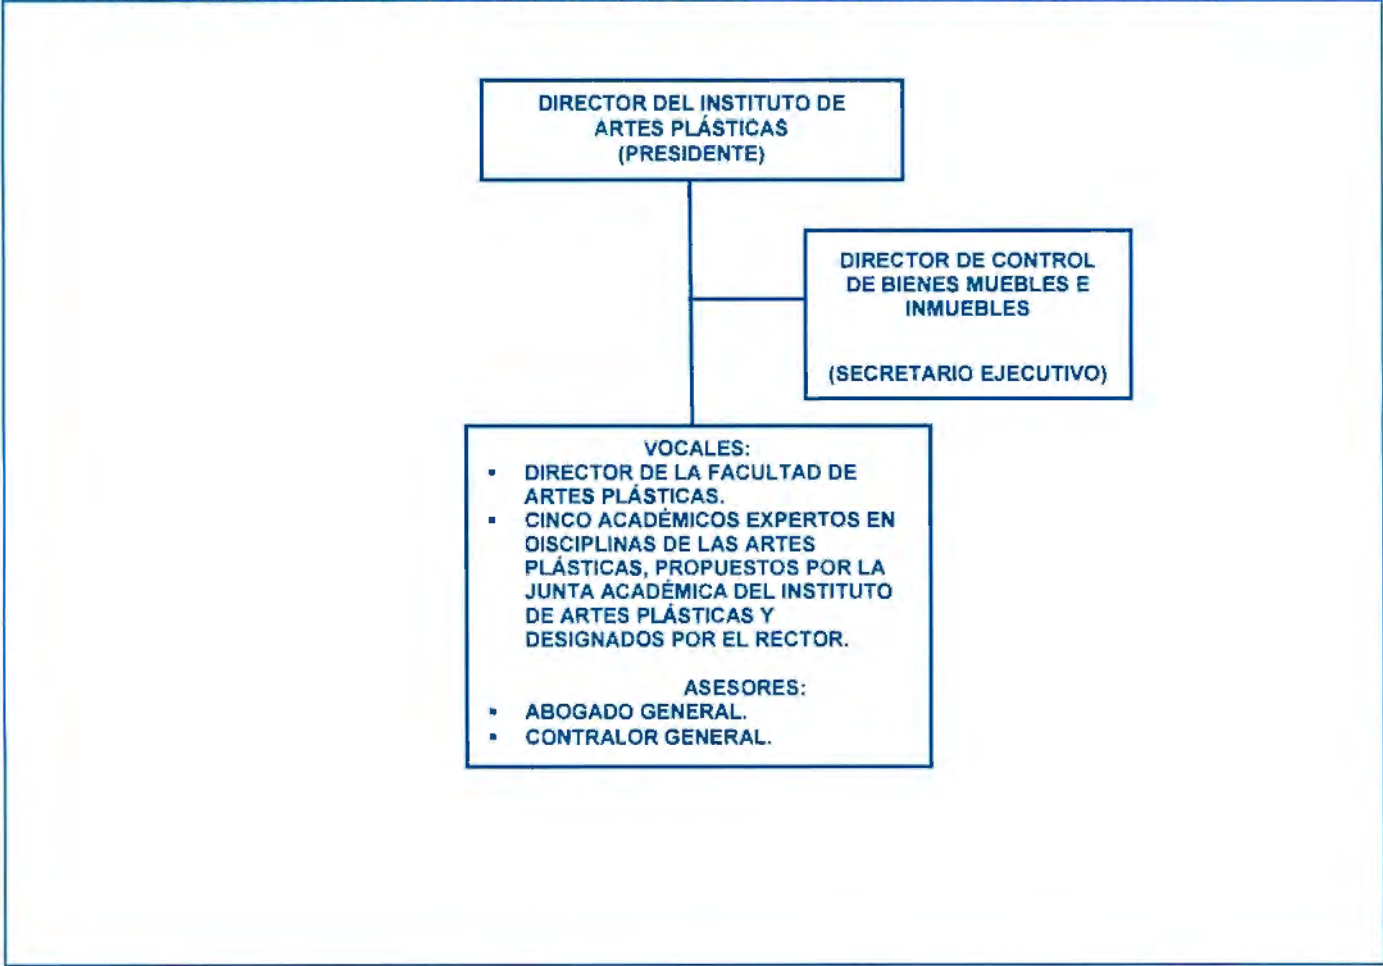 DIRECTOR DEL INSTITUTO DE
ARTES PLÁSTICAS
(PRESIDENTE)
DIRECTOR DE CONTROL
DE BIENES MUEBLES E
INMUEBLES
(SECRETARIO EJECUTIVO)
VOCALES:
▪ DIRECTOR DE LA FACULTAD DE
ARTES PLÁSTICAS.
▪ CINCO ACADÉMICOS EXPERTOS EN
OISCIPLINAS DE LAS ARTES
PLÁSTICAS, PROPUESTOS POR LA
JUNTA ACADÉMICA DEL INSTITUTO
DE ARTES PLÁSTICAS Y
DESIGNADOS POR EL RECTOR.
ASESORES:
▪ ABOGADO GENERAL.
▪ CONTRALOR GENERAL.